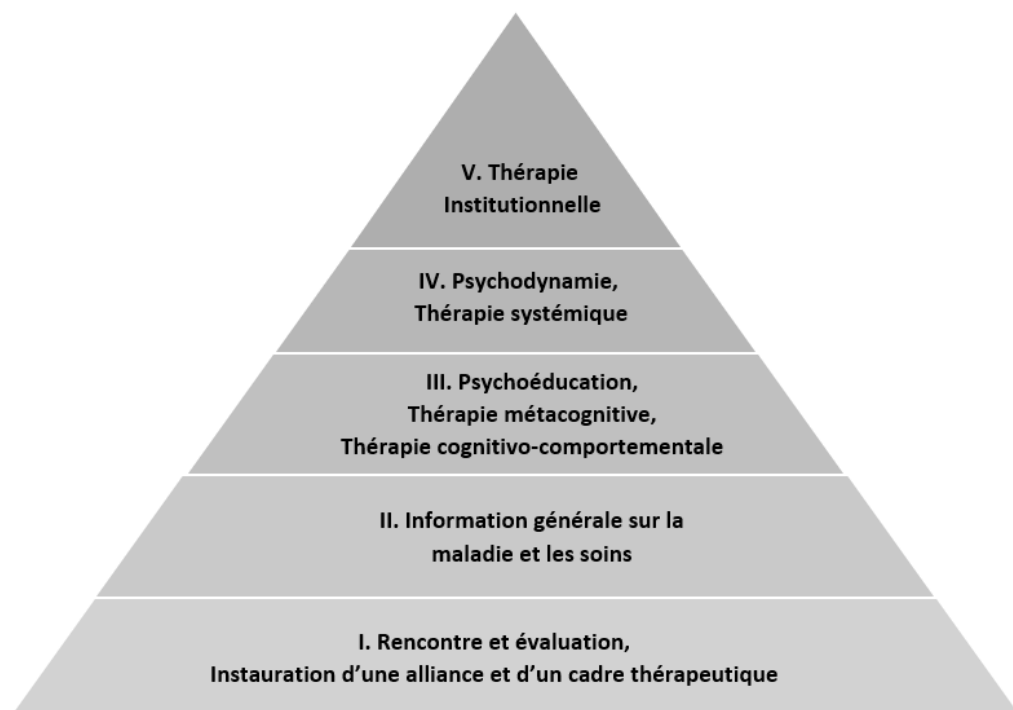 V. Thérapie
Institutionnelle
IV. Psychodynamie,
Thérapie systémique
III. Psychoéducation,
Thérapie métacognitive,
Thérapie cognitivo-comportementale
II. Information générale sur la
maladie et les soins
I. Rencontre et évaluation,
Instauration d’une alliance et d’un cadre thérapeutique